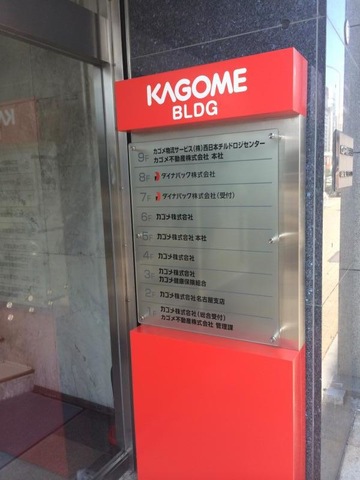 KAGOME
BLDG
9F カゴメ物流サービス(株)西日本チルドロジセンター
カゴメ不動産株式会社 本社
8F ダイナパック株式会社
7F ダイナパック株式会社(受付)
6F カゴメ株式会社
5F カゴメ株式会社 本社
4F カゴメ株式会社
3F カゴメ株式会社
カゴメ健康保険組合
2F カゴメ株式会社 名古屋支店
1F カゴメ株式会社(総合受付)
カゴメ不動産株式会社 管理課